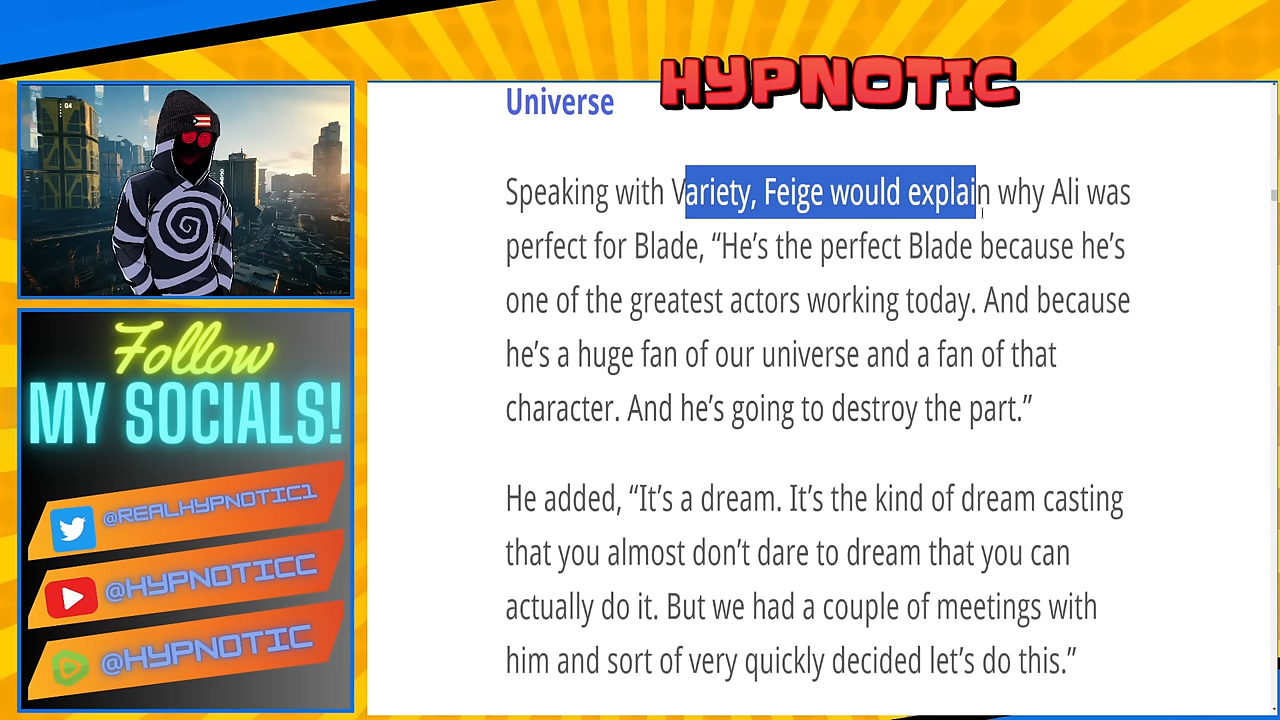 HYPNOTIC
04
Universe
Speaking with Variety, Feige would explain why Ali was
perfect for Blade, “He’s the perfect Blade because he’s
one of the greatest actors working today. And because
he’s a huge fan of our universe and a fan of that
character. And he’s going to destroy the part.”
He added, “It’s a dream. It’s the kind of dream casting
that you almost don’t dare to dream that you can
actually do it. But we had a couple of meetings with
him and sort of very quickly decided let’s do this.”
Follow
MY SOCIALS!
@REALHYPNOTIC1
@HYPNOTICC
@HYPNOTIC